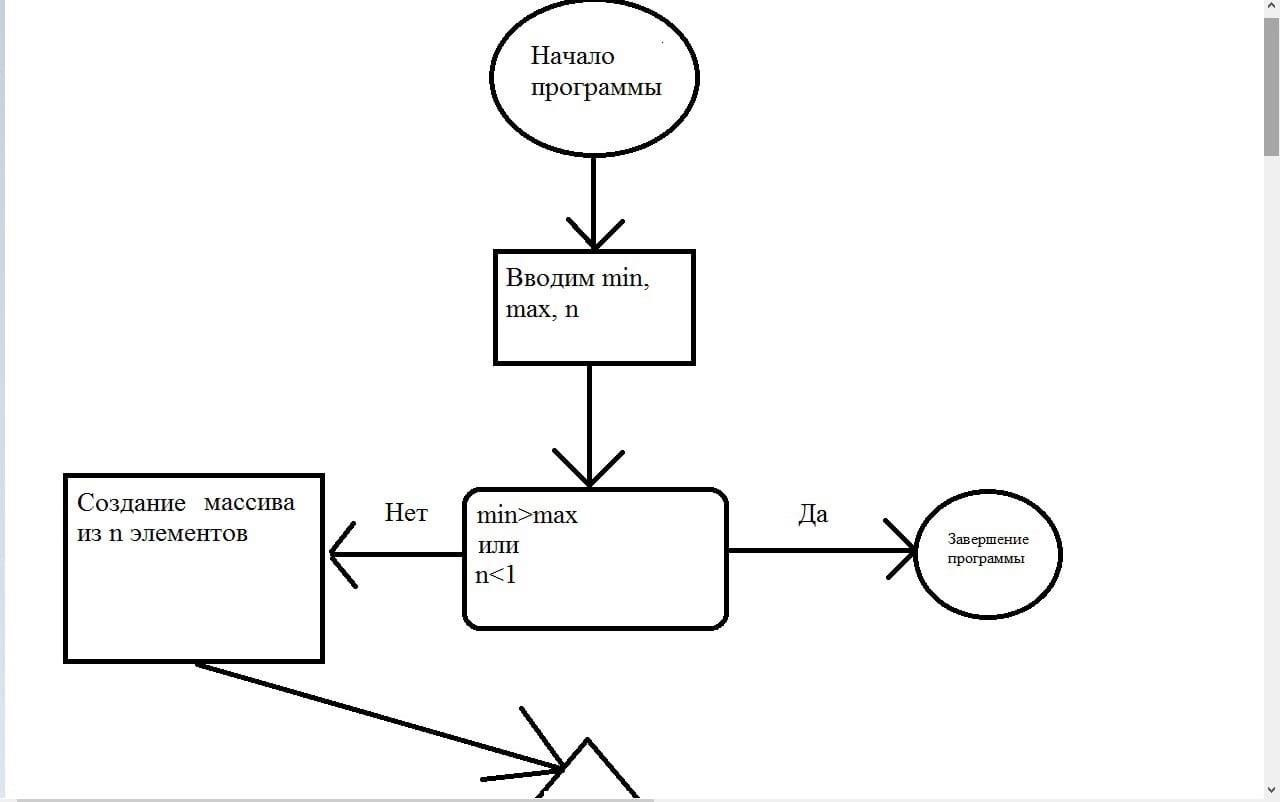 Начало
программы
Вводим min,
max, n
Создание массива
из n элементов
Нет
min>max
или
n<1
Да
Завершение
программы